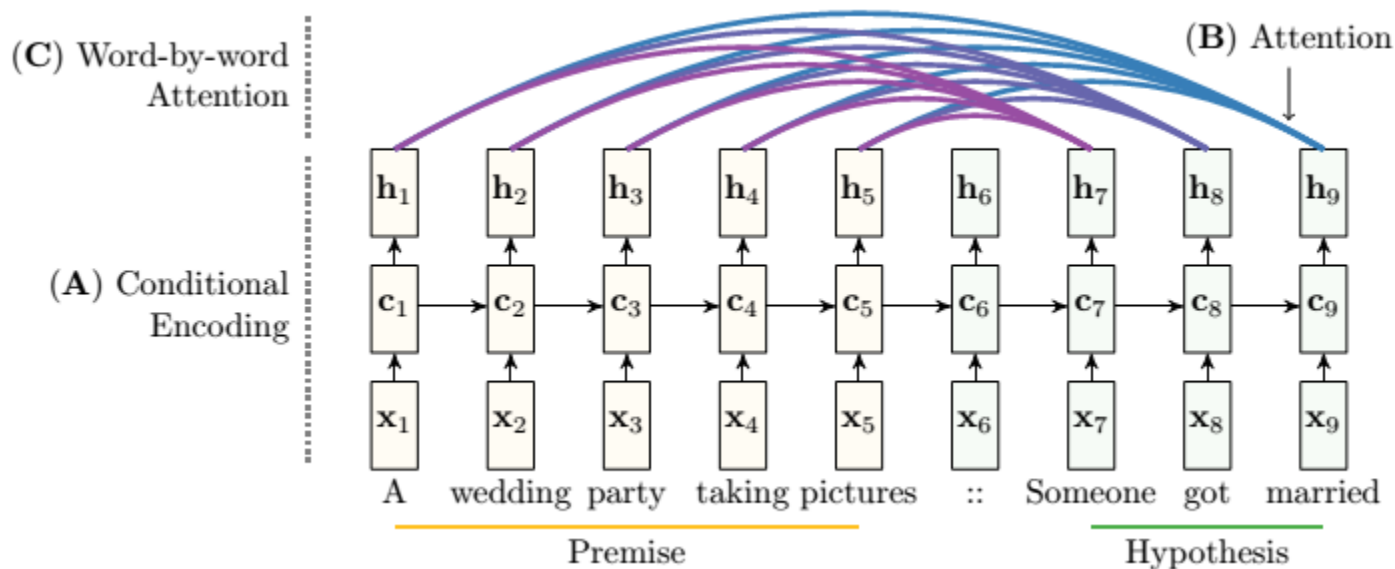 (C) Word-by-word
Attention
(B) Attention
h₁ h₂ h₃ h₄ h₅ h₆ h₇ h₈ h₉
(A) Conditional
Encoding
c₁ c₂ c₃ c₄ c₅ c₆ c₇ c₈ c₉
x₁ x₂ x₃ x₄ x₅ x₆ x₇ x₈ x₉
A wedding party taking pictures :: Someone got married
Premise Hypothesis